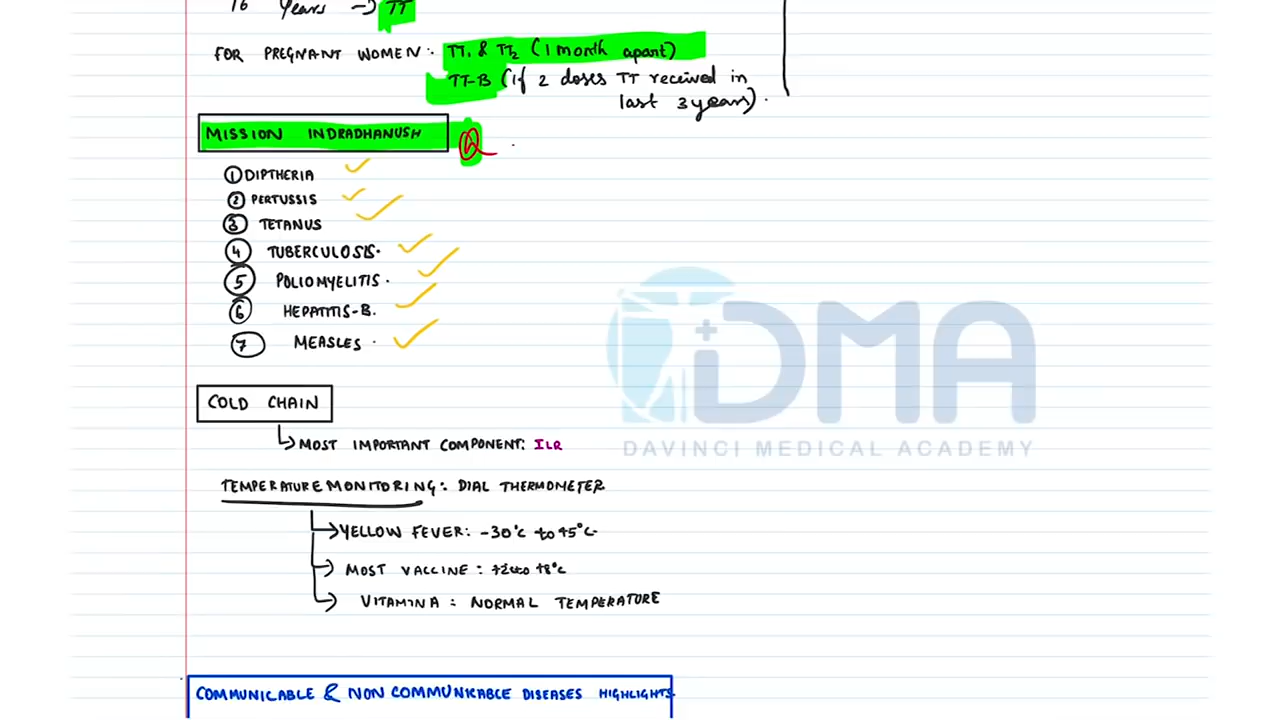 16 Years → TT
FOR PREGNANT WOMEN: TT1 & TT2 (1 month apart)
TT-B (if 2 doses TT received in
last 3 years).
MISSION INDRADHANUSH
① DIPTHERIA
② PERTUSSIS
③ TETANUS
④ TUBERCULOSIS.
⑤ POLIOMYELITIS.
⑥ HEPATITIS-B.
⑦ MEASLES.
COLD CHAIN
MOST IMPORTANT COMPONENT: ILR
TEMPERATURE MONITORING: DIAL THERMOMETER
YELLOW FEVER: -30°C to +5°C
MOST VACCINE: +2 to +8°C
VITAMIN A: NORMAL TEMPERATURE
COMMUNICABLE & NON COMMUNICABLE DISEASES HIGHLIGHTS
DMA
DAVINCI MEDICAL ACADEMY